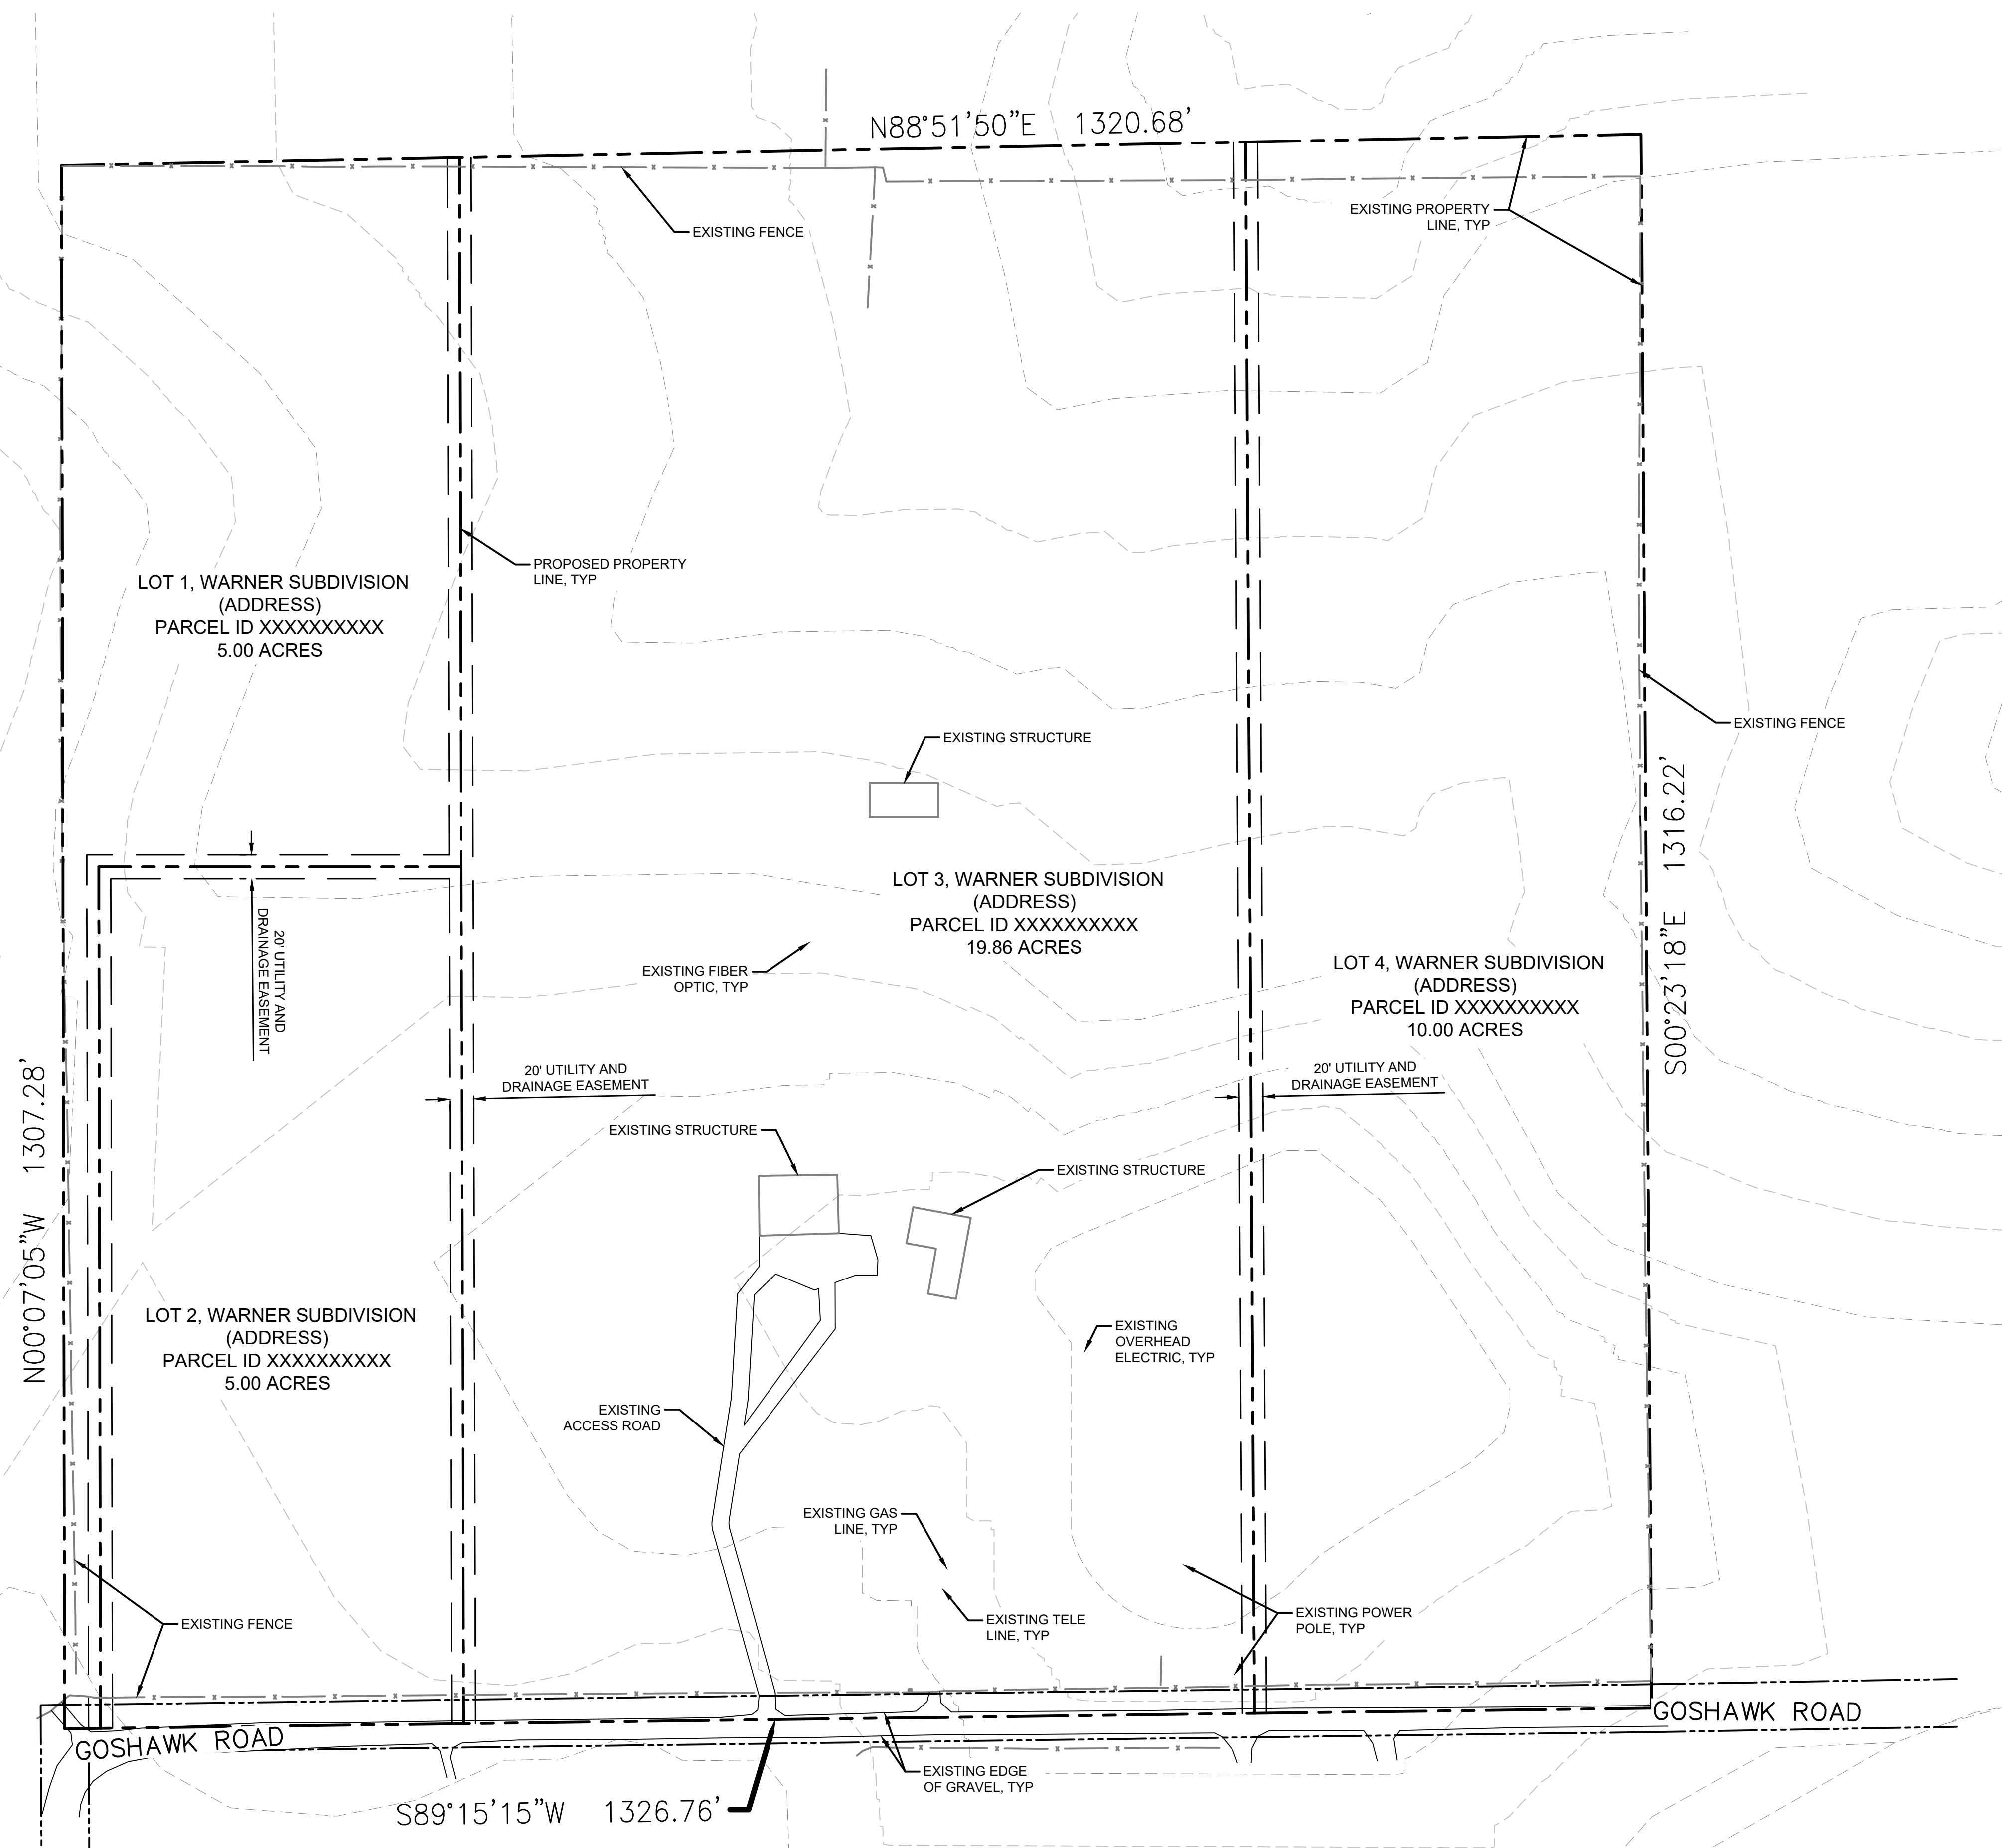 N88°51'50"E 1320.68'
EXISTING PROPERTY
LINE, TYP
EXISTING FENCE
PROPOSED PROPERTY
LINE, TYP
LOT 1, WARNER SUBDIVISION
(ADDRESS)
PARCEL ID XXXXXXXXXX
5.00 ACRES
EXISTING FENCE
EXISTING STRUCTURE
S00°23'18"E 1316.22'
LOT 3, WARNER SUBDIVISION
(ADDRESS)
PARCEL ID XXXXXXXXXX
19.86 ACRES
20' UTILITY AND
DRAINAGE EASEMENT
EXISTING FIBER
OPTIC, TYP
LOT 4, WARNER SUBDIVISION
(ADDRESS)
PARCEL ID XXXXXXXXXX
10.00 ACRES
N00°07'05"W 1307.28'
20' UTILITY AND
DRAINAGE EASEMENT
20' UTILITY AND
DRAINAGE EASEMENT
EXISTING STRUCTURE
EXISTING STRUCTURE
LOT 2, WARNER SUBDIVISION
(ADDRESS)
PARCEL ID XXXXXXXXXX
5.00 ACRES
EXISTING
OVERHEAD
ELECTRIC, TYP
EXISTING
ACCESS ROAD
EXISTING GAS
LINE, TYP
EXISTING FENCE
EXISTING TELE
LINE, TYP
EXISTING POWER
POLE, TYP
GOSHAWK ROAD
GOSHAWK ROAD
EXISTING EDGE
OF GRAVEL, TYP
S89°15'15"W 1326.76'